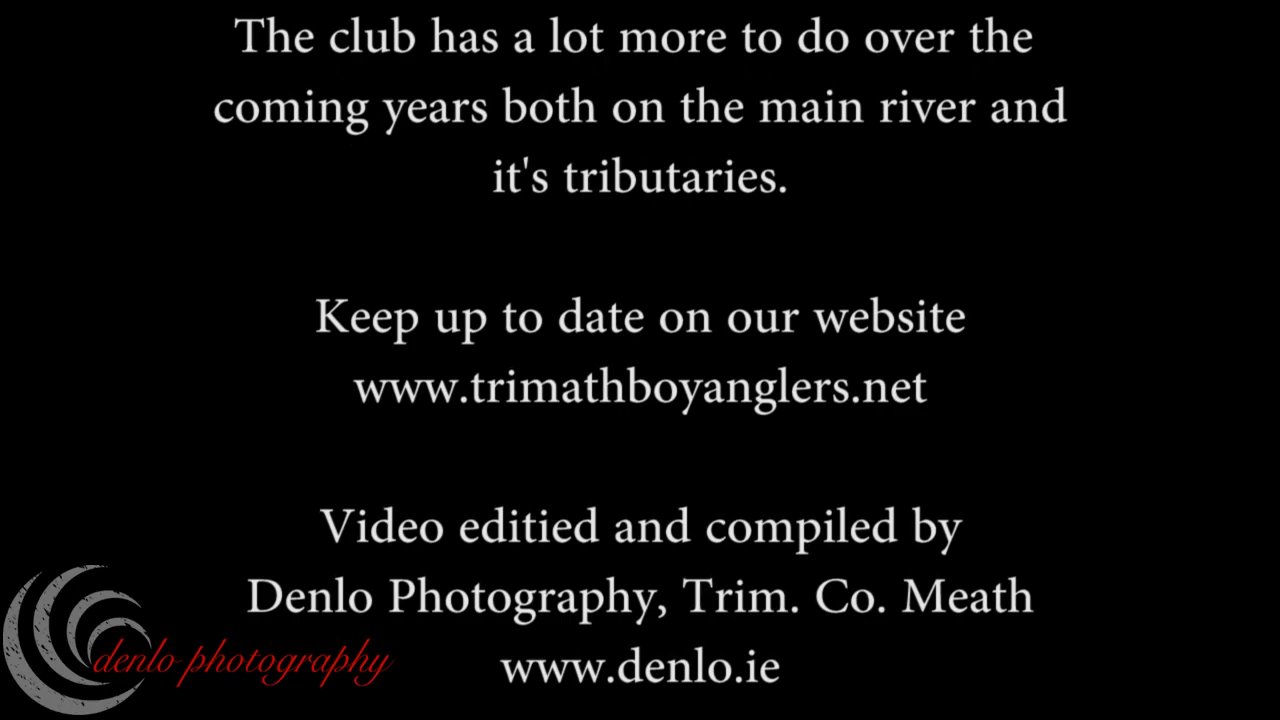 The club has a lot more to do over the
coming years both on the main river and
it's tributaries.
Keep up to date on our website
www.trimathboyanglers.net
Video editied and compiled by
Denlo Photography, Trim. Co. Meath
www.denlo.ie
denlo photography